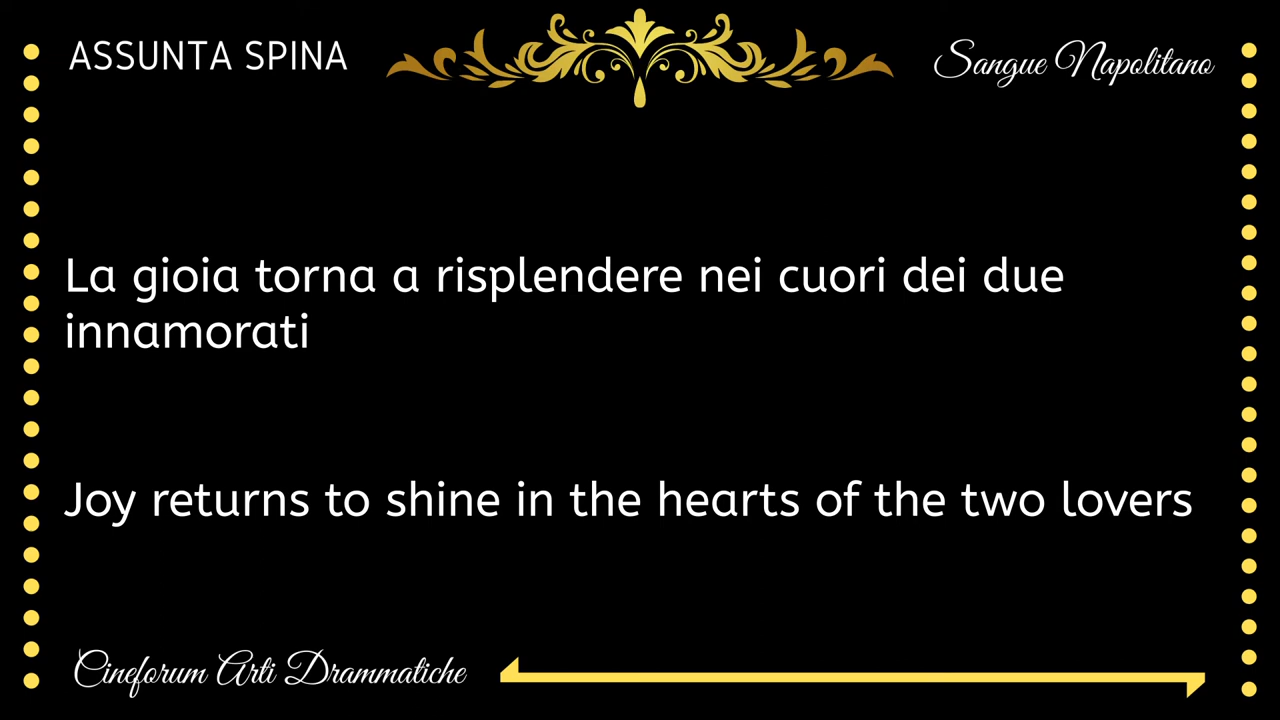 ASSUNTA SPINA
Sangue Napolitano
La gioia torna a risplendere nei cuori dei due
innamorati
Joy returns to shine in the hearts of the two lovers
Cineforum Arti Drammatiche